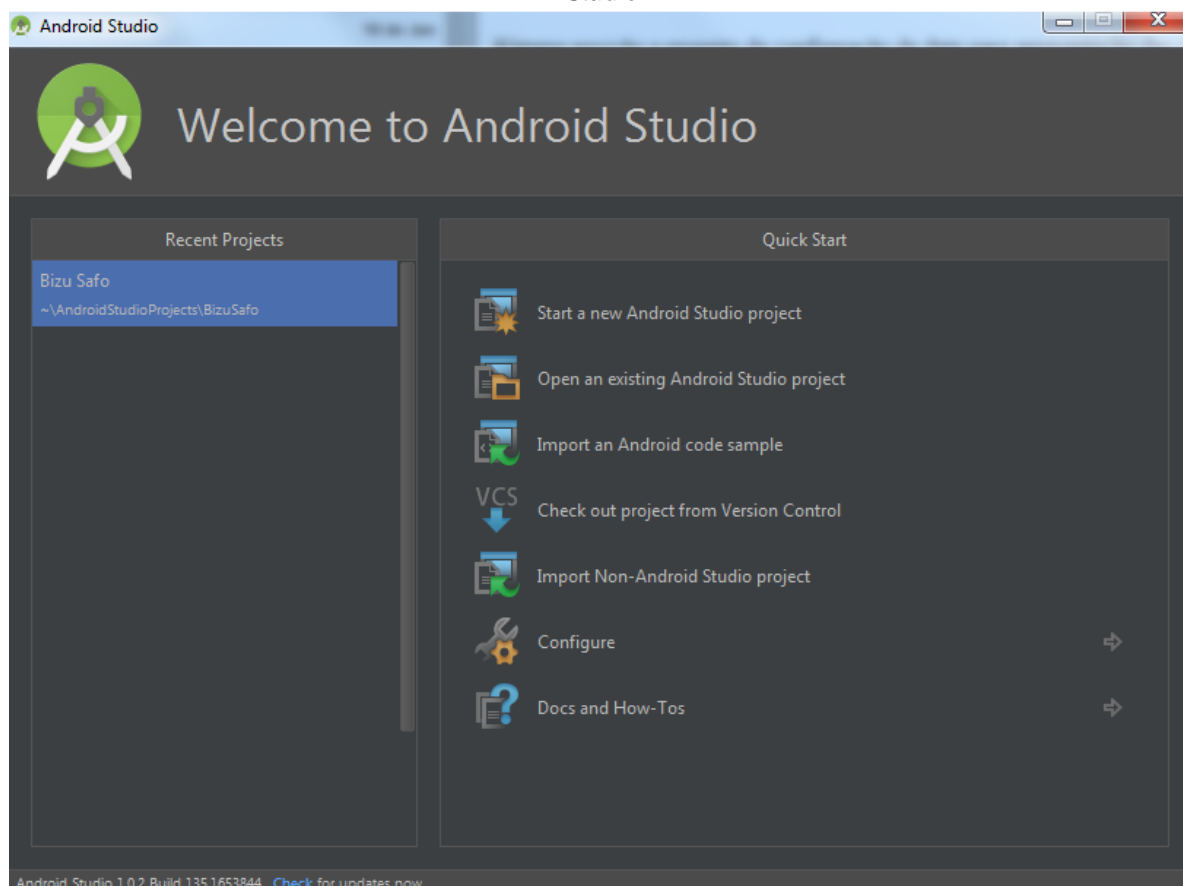 Android Studio
Welcome to Android Studio
Recent Projects
Bizu Safo
~\AndroidStudioProjects\BizuSafo
Quick Start
Start a new Android Studio project
Open an existing Android Studio project
Import an Android code sample
VCS
Check out project from Version Control
Import Non-Android Studio project
Configure
Docs and How-Tos
Android Studio 1.0.2 Build 135.1653844. Check for updates now.